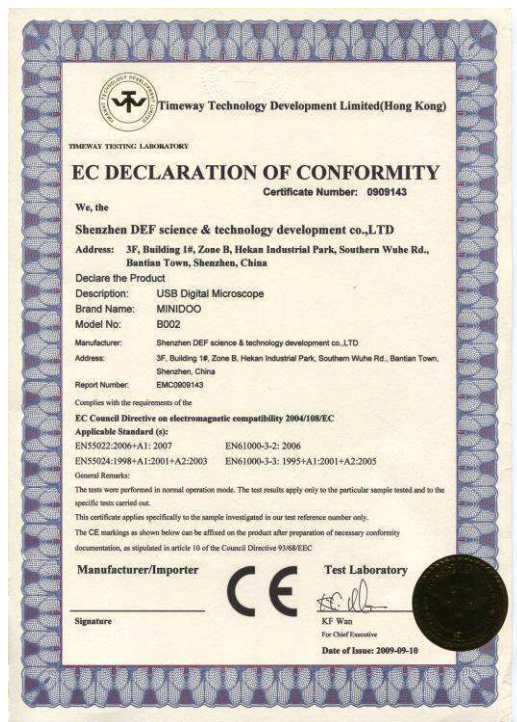 Timeway Technology Development Limited(Hong Kong)
TIMEWAY TESTING LABORATORY
EC DECLARATION OF CONFORMITY
Certificate Number: 0909143
We, the
Shenzhen DEF science & technology development co.,LTD
Address: 3F, Building 1#, Zone B, Hekan Industrial Park, Southern Wuhe Rd.,
Bantian Town, Shenzhen, China
Declare the Product
Description: USB Digital Microscope
Brand Name: MINIDOO
Model No: B002
Manufacturer: Shenzhen DEF science & technology development co.,LTD
Address: 3F, Building 1#, Zone B, Hekan Industrial Park, Southern Wuhe Rd., Bantian Town,
Shenzhen, China
Report Number: EMC0909143
Complies with the requirements of the
EC Council Directive on electromagnetic compatibility 2004/108/EC
Applicable Standard (s):
EN55022:2006+A1: 2007 EN61000-3-2: 2006
EN55024:1998+A1:2001+A2:2003 EN61000-3-3: 1995+A1:2001+A2:2005
General Remarks:
The tests were performed in normal operation mode. The test results apply only to the particular sample tested and to the
specific tests carried out.
This certificate applies specifically to the sample investigated in our test reference number only.
The CE markings as shown below can be affixed on the product after preparation of necessary conformity
documentation, as stipulated in article 10 of the Council Directive 93/68/EEC
Manufacturer/Importer CE Test Laboratory
Signature KF Wan
For Chief Executive
Date of Issue: 2009-09-10